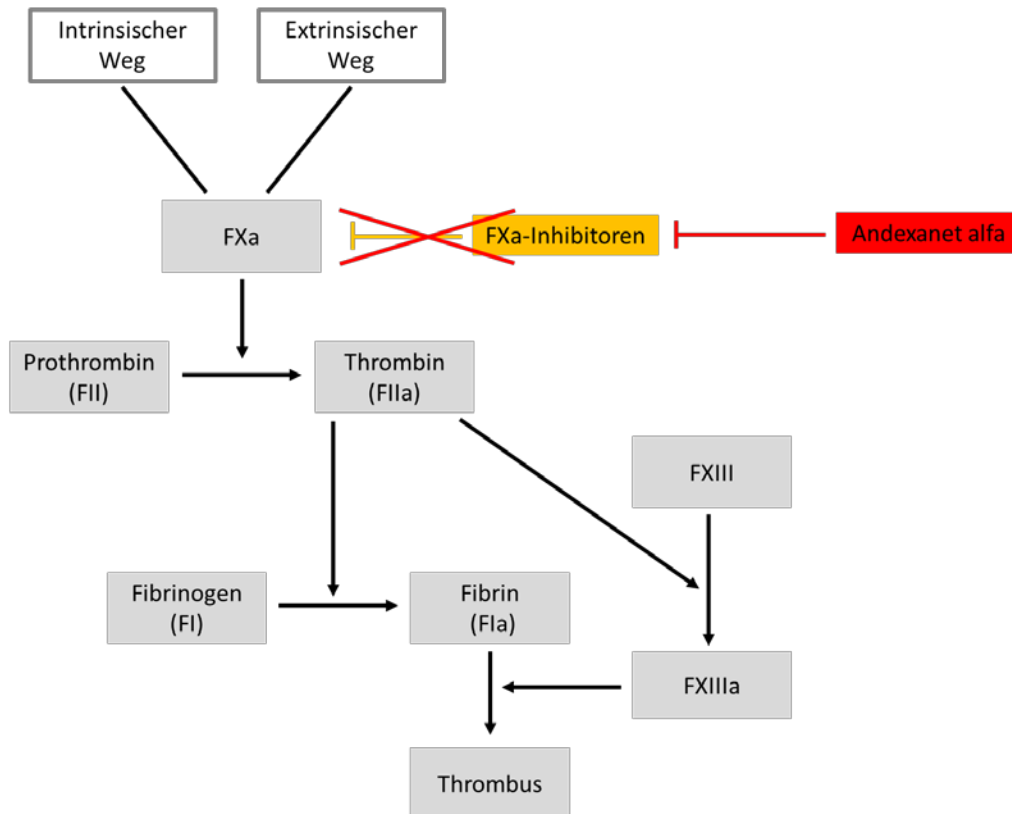 Intrinsischer
Weg
Extrinsischer
Weg
FXa
FXa-Inhibitoren
Andexanet alfa
Prothrombin
(FII)
Thrombin
(FIIa)
FXIII
Fibrinogen
(FI)
Fibrin
(FIa)
FXIIIa
Thrombus